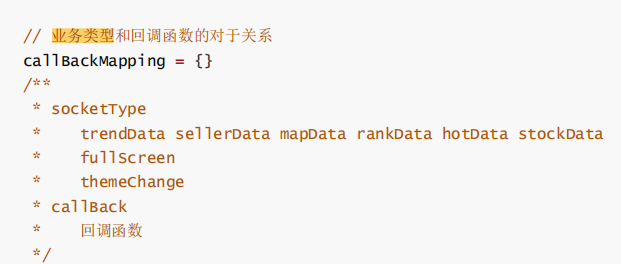 // 业务类型和回调函数的对于关系
callBackMapping = {}
/**
* socketType
* trendData sellerData mapData rankData hotData stockData
* fullScreen
* themeChange
* callBack
* 回调函数
*/